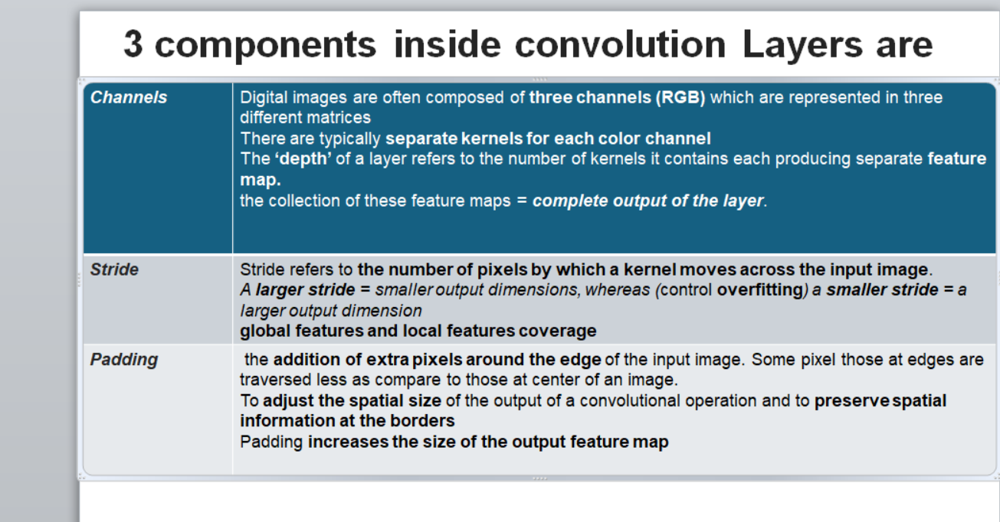 3 components inside convolution Layers are
Channels
Digital images are often composed of three channels (RGB) which are represented in three
different matrices
There are typically separate kernels for each color channel
The ‘depth’ of a layer refers to the number of kernels it contains each producing separate feature
map.
the collection of these feature maps = complete output of the layer.
Stride
Stride refers to the number of pixels by which a kernel moves across the input image.
A larger stride = smaller output dimensions, whereas (control overfitting) a smaller stride = a
larger output dimension
global features and local features coverage
Padding
the addition of extra pixels around the edge of the input image. Some pixel those at edges are
traversed less as compare to those at center of an image.
To adjust the spatial size of the output of a convolutional operation and to preserve spatial
information at the borders
Padding increases the size of the output feature map